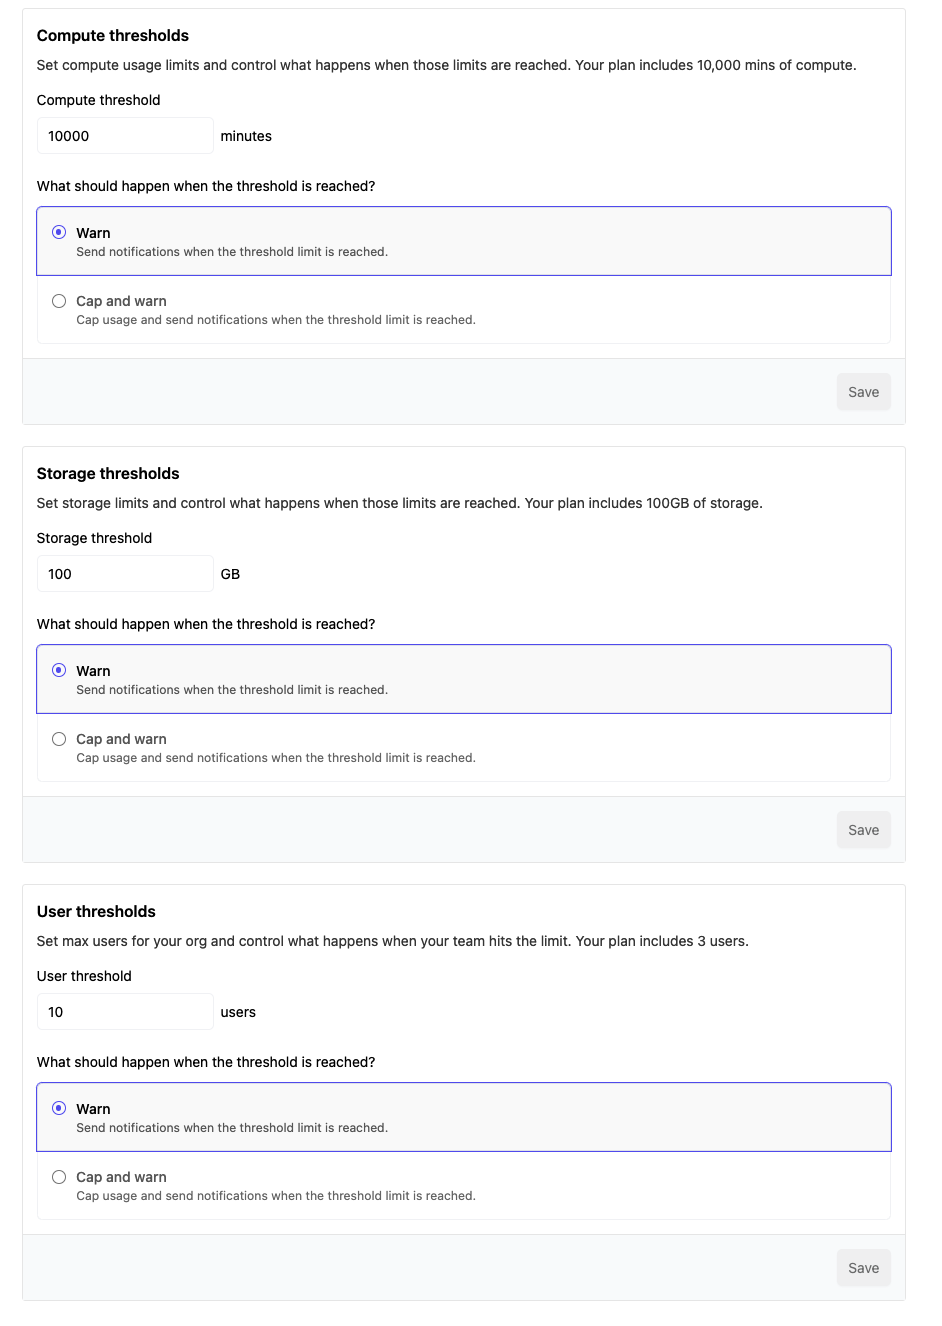 Compute thresholds
Set compute usage limits and control what happens when those limits are reached. Your plan includes 10,000 mins of compute.
Compute threshold
10000 minutes
What should happen when the threshold is reached?
Warn
Send notifications when the threshold limit is reached.
Cap and warn
Cap usage and send notifications when the threshold limit is reached.
Save
Storage thresholds
Set storage limits and control what happens when those limits are reached. Your plan includes 100GB of storage.
Storage threshold
100 GB
What should happen when the threshold is reached?
Warn
Send notifications when the threshold limit is reached.
Cap and warn
Cap usage and send notifications when the threshold limit is reached.
Save
User thresholds
Set max users for your org and control what happens when your team hits the limit. Your plan includes 3 users.
User threshold
10 users
What should happen when the threshold is reached?
Warn
Send notifications when the threshold limit is reached.
Cap and warn
Cap usage and send notifications when the threshold limit is reached.
Save